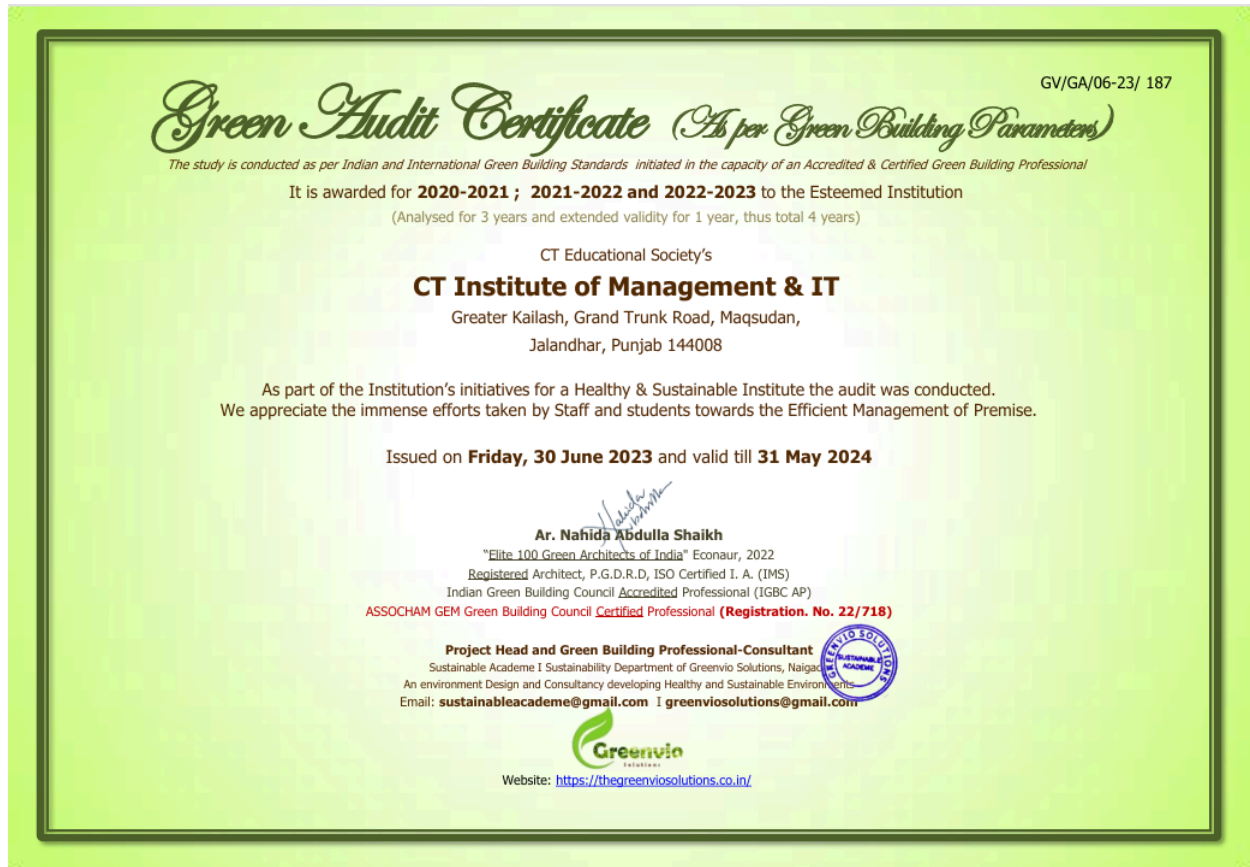 GV/GA/06-23/ 187
Green Audit Certificate (As per Green Building Parameters)
The study is conducted as per Indian and International Green Building Standards initiated in the capacity of an Accredited & Certified Green Building Professional
It is awarded for 2020-2021 ; 2021-2022 and 2022-2023 to the Esteemed Institution
(Analysed for 3 years and extended validity for 1 year, thus total 4 years)
CT Educational Society’s
CT Institute of Management & IT
Greater Kailash, Grand Trunk Road, Maqsudan,
Jalandhar, Punjab 144008
As part of the Institution’s initiatives for a Healthy & Sustainable Institute the audit was conducted.
We appreciate the immense efforts taken by Staff and students towards the Efficient Management of Premise.
Issued on Friday, 30 June 2023 and valid till 31 May 2024
Ar. Nahida Abdulla Shaikh
“Elite 100 Green Architects of India" Econaur, 2022
Registered Architect, P.G.D.R.D, ISO Certified I. A. (IMS)
Indian Green Building Council Accredited Professional (IGBC AP)
ASSOCHAM GEM Green Building Council Certified Professional (Registration. No. 22/718)
Project Head and Green Building Professional-Consultant
Sustainable Academe I Sustainability Department of Greenvio Solutions,
An environment Design and Consultancy developing Healthy and Sustainable Environments
Email: sustainableacademe@gmail.com I greenviosolutions@gmail.com
GREENVIO SOLUTIONS
SUSTAINABLE
ACADEME
Greenvio
Solutions
Website: https://thegreenviosolutions.co.in/